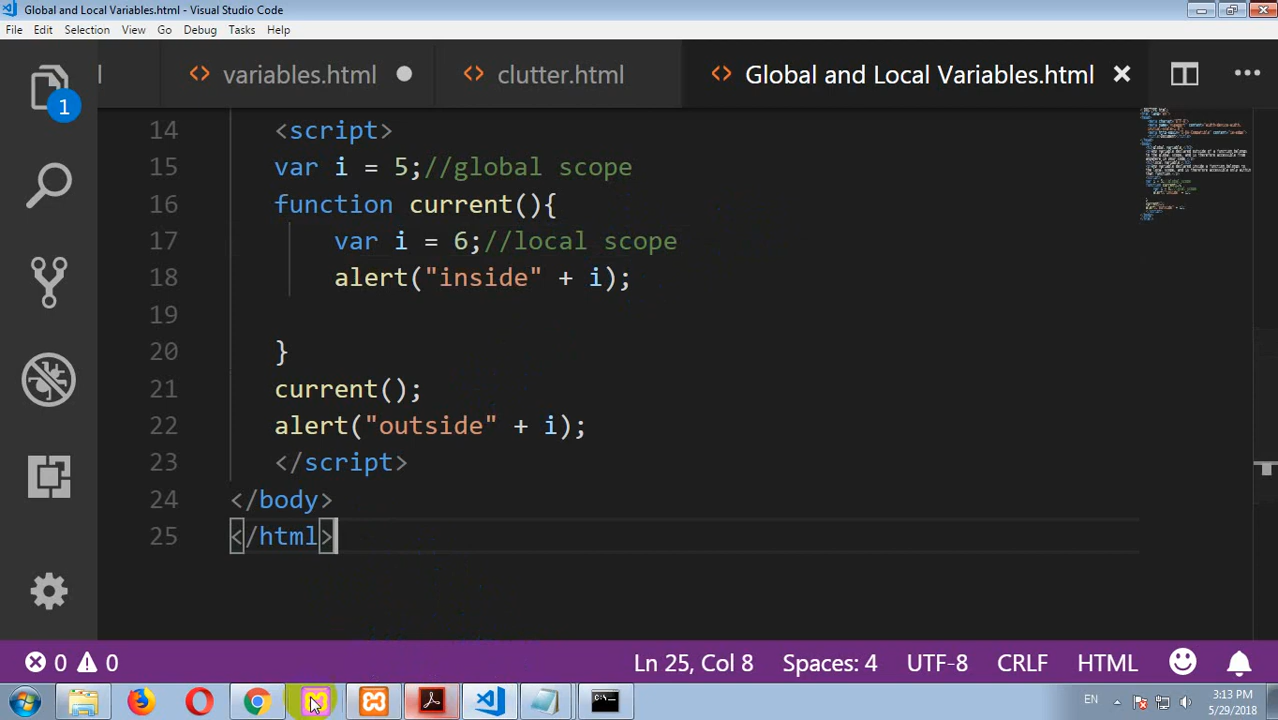 Global and Local Variables.html - Visual Studio Code
File Edit Selection View Go Debug Tasks Help
variables.html clutter.html Global and Local Variables.html
1
14 <script>
15 var i = 5;//global scope
16 function current(){
17 var i = 6;//local scope
18 alert("inside" + i);
19
20 }
21 current();
22 alert("outside" + i);
23 </script>
24 </body>
25 </html>
0 0 Ln 25, Col 8 Spaces: 4 UTF-8 CRLF HTML
EN 3:13 PM
5/29/2018